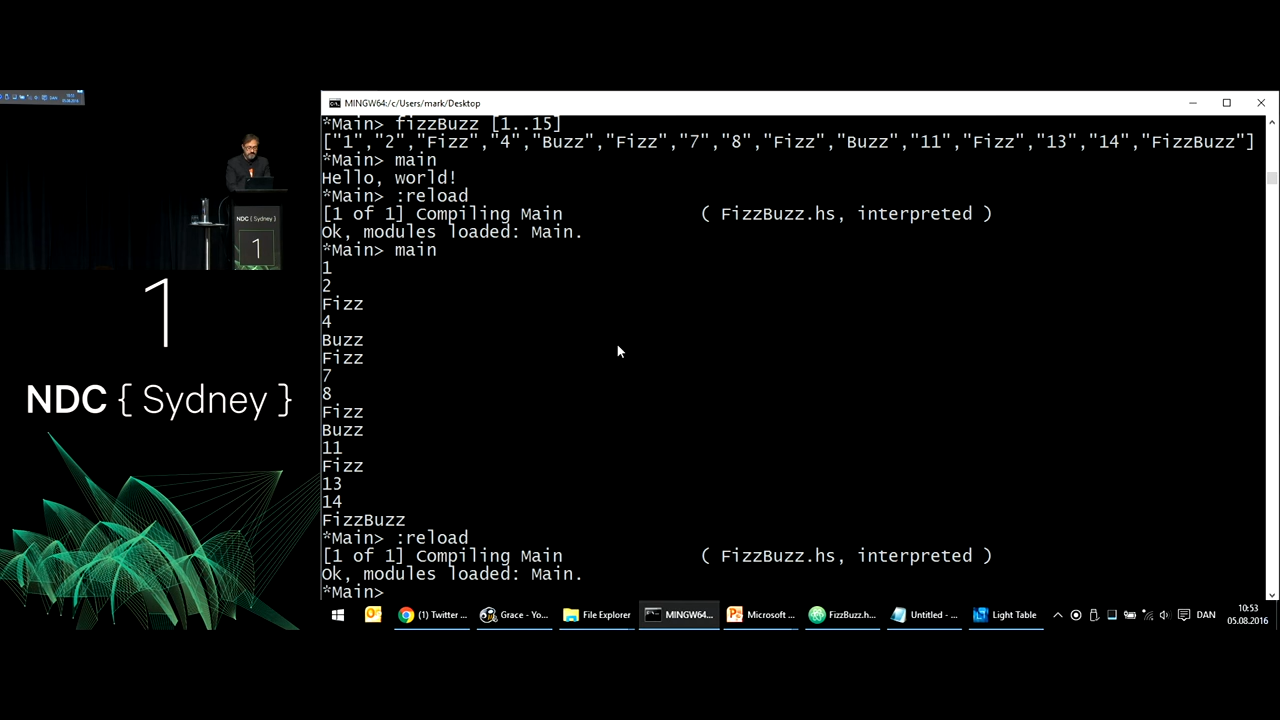 NDC { Sydney }
1
1
NDC { Sydney }
MINGW64:/c/Users/mark/Desktop
*Main> fizzBuzz [1..15]
["1","2","Fizz","4","Buzz","Fizz","7","8","Fizz","Buzz","11","Fizz","13","14","FizzBuzz"]
*Main> main
Hello, world!
*Main> :reload
[1 of 1] Compiling Main ( FizzBuzz.hs, interpreted )
Ok, modules loaded: Main.
*Main> main
1
2
Fizz
4
Buzz
Fizz
7
8
Fizz
Buzz
11
Fizz
13
14
FizzBuzz
*Main> :reload
[1 of 1] Compiling Main ( FizzBuzz.hs, interpreted )
Ok, modules loaded: Main.
*Main>
(1) Twitter ... Grace - Yo... File Explorer MINGW64... Microsoft ... FizzBuzz.h... Untitled - ... Light Table DAN 10:53
05.08.2016